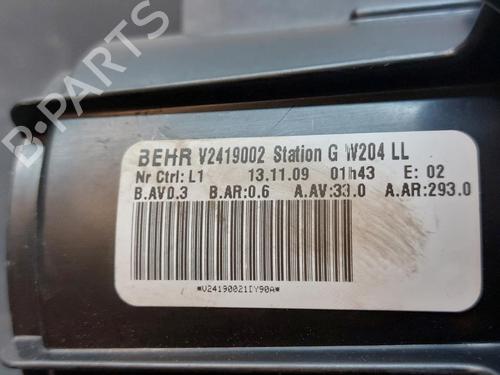 BEHR V2419002 Station G W204 LL
Nr Ctrl: L1 13.11.09 01h43 E: 02
B.AV0.3 B.AR:0.6 A.AV:33.0 A.AR:293.0
*V24190021DY90A*
B-PARTS